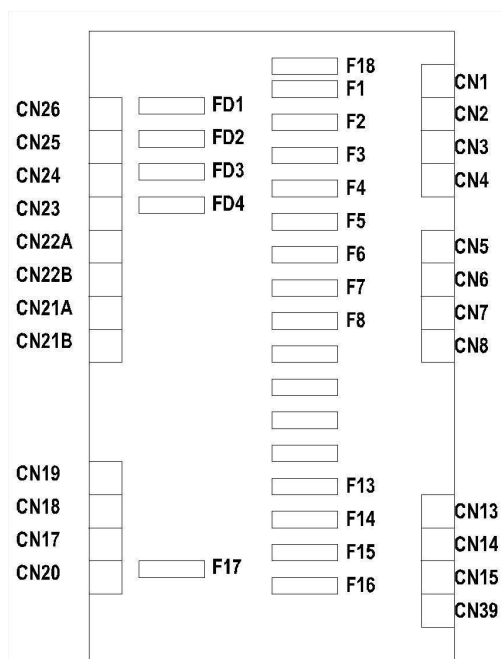 F18
CN1
F1
CN26
FD1
CN2
F2
CN25
FD2
CN3
F3
CN24
FD3
CN4
F4
CN23
FD4
F5
CN22A
CN5
F6
CN22B
CN6
F7
CN21A
CN7
F8
CN21B
CN8
CN19
F13
CN18
CN13
F14
CN17
CN14
F15
CN20
F17
CN15
F16
CN39